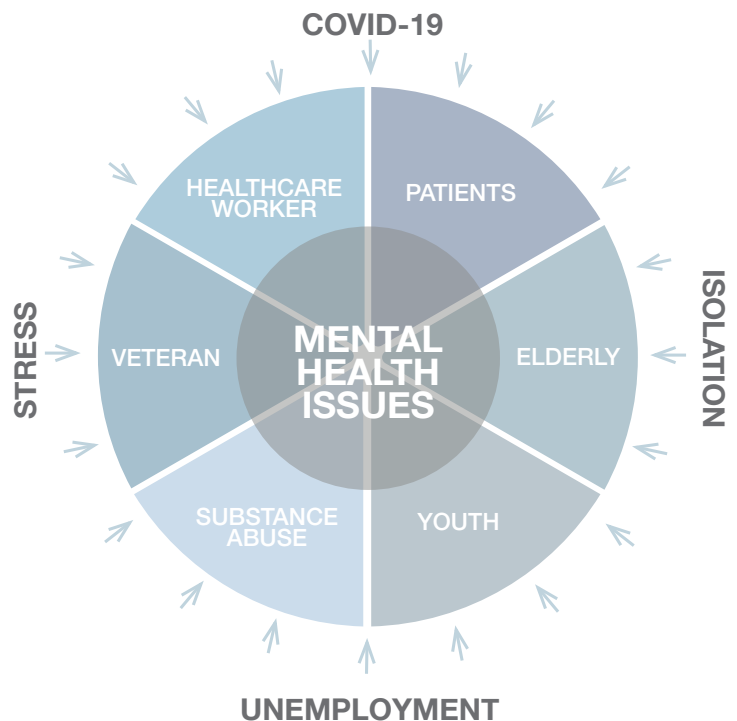 COVID-19
HEALTHCARE
WORKER
PATIENTS
STRESS
VETERAN
MENTAL
HEALTH
ISSUES
ELDERLY
ISOLATION
SUBSTANCE
ABUSE
YOUTH
UNEMPLOYMENT